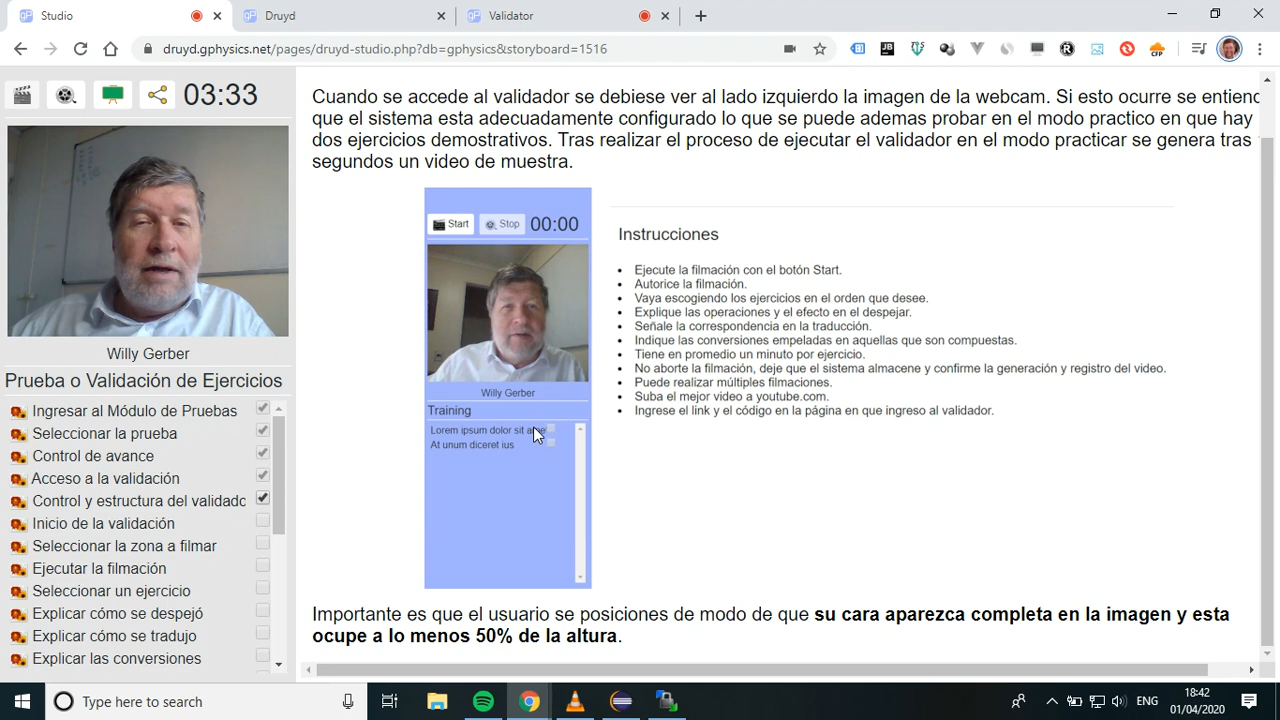 Studio
Druyd
Validator
druyd.gphysics.net/pages/druyd-studio.php?db=gphysics&storyboard=1516
03:33
Willy Gerber
Prueba o Validación de Ejercicios
Ingresar al Módulo de Pruebas
Seleccionar la prueba
Control de avance
Acceso a la validación
Control y estructura del validadc
Inicio de la validación
Seleccionar la zona a filmar
Ejecutar la filmación
Seleccionar un ejercicio
Explicar cómo se despejó
Explicar cómo se tradujo
Explicar las conversiones
Cuando se accede al validador se debiese ver al lado izquierdo la imagen de la webcam. Si esto ocurre se entienc
que el sistema esta adecuadamente configurado lo que se puede ademas probar en el modo practico en que hay
dos ejercicios demostrativos. Tras realizar el proceso de ejecutar el validador en el modo practicar se genera tras
segundos un video de muestra.
Start Stop 00:00
Willy Gerber
Training
Lorem ipsum dolor sit ame
At unum diceret ius
Instrucciones
• Ejecute la filmación con el botón Start.
• Autorice la filmación.
• Vaya escogiendo los ejercicios en el orden que desee.
• Explique las operaciones y el efecto en el despejar.
• Señale la correspondencia en la traducción.
• Indique las conversiones empeladas en aquellas que son compuestas.
• Tiene en promedio un minuto por ejercicio.
• No aborte la filmación, deje que el sistema almacene y confirme la generación y registro del video.
• Puede realizar múltiples filmaciones.
• Suba el mejor video a youtube.com.
• Ingrese el link y el código en la página en que ingreso al validador.
Importante es que el usuario se posiciones de modo de que su cara aparezca completa en la imagen y esta
ocupe a lo menos 50% de la altura.
Type here to search
ENG
18:42
01/04/2020